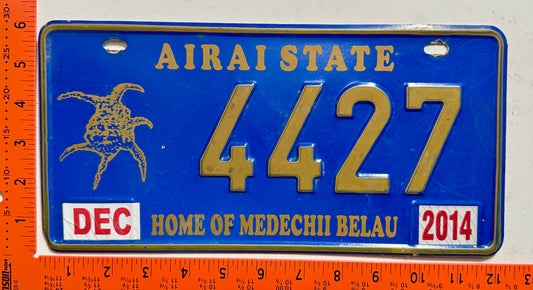 AIRAI STATE
4427
DEC HOME OF MEDECHII BELAU 2014